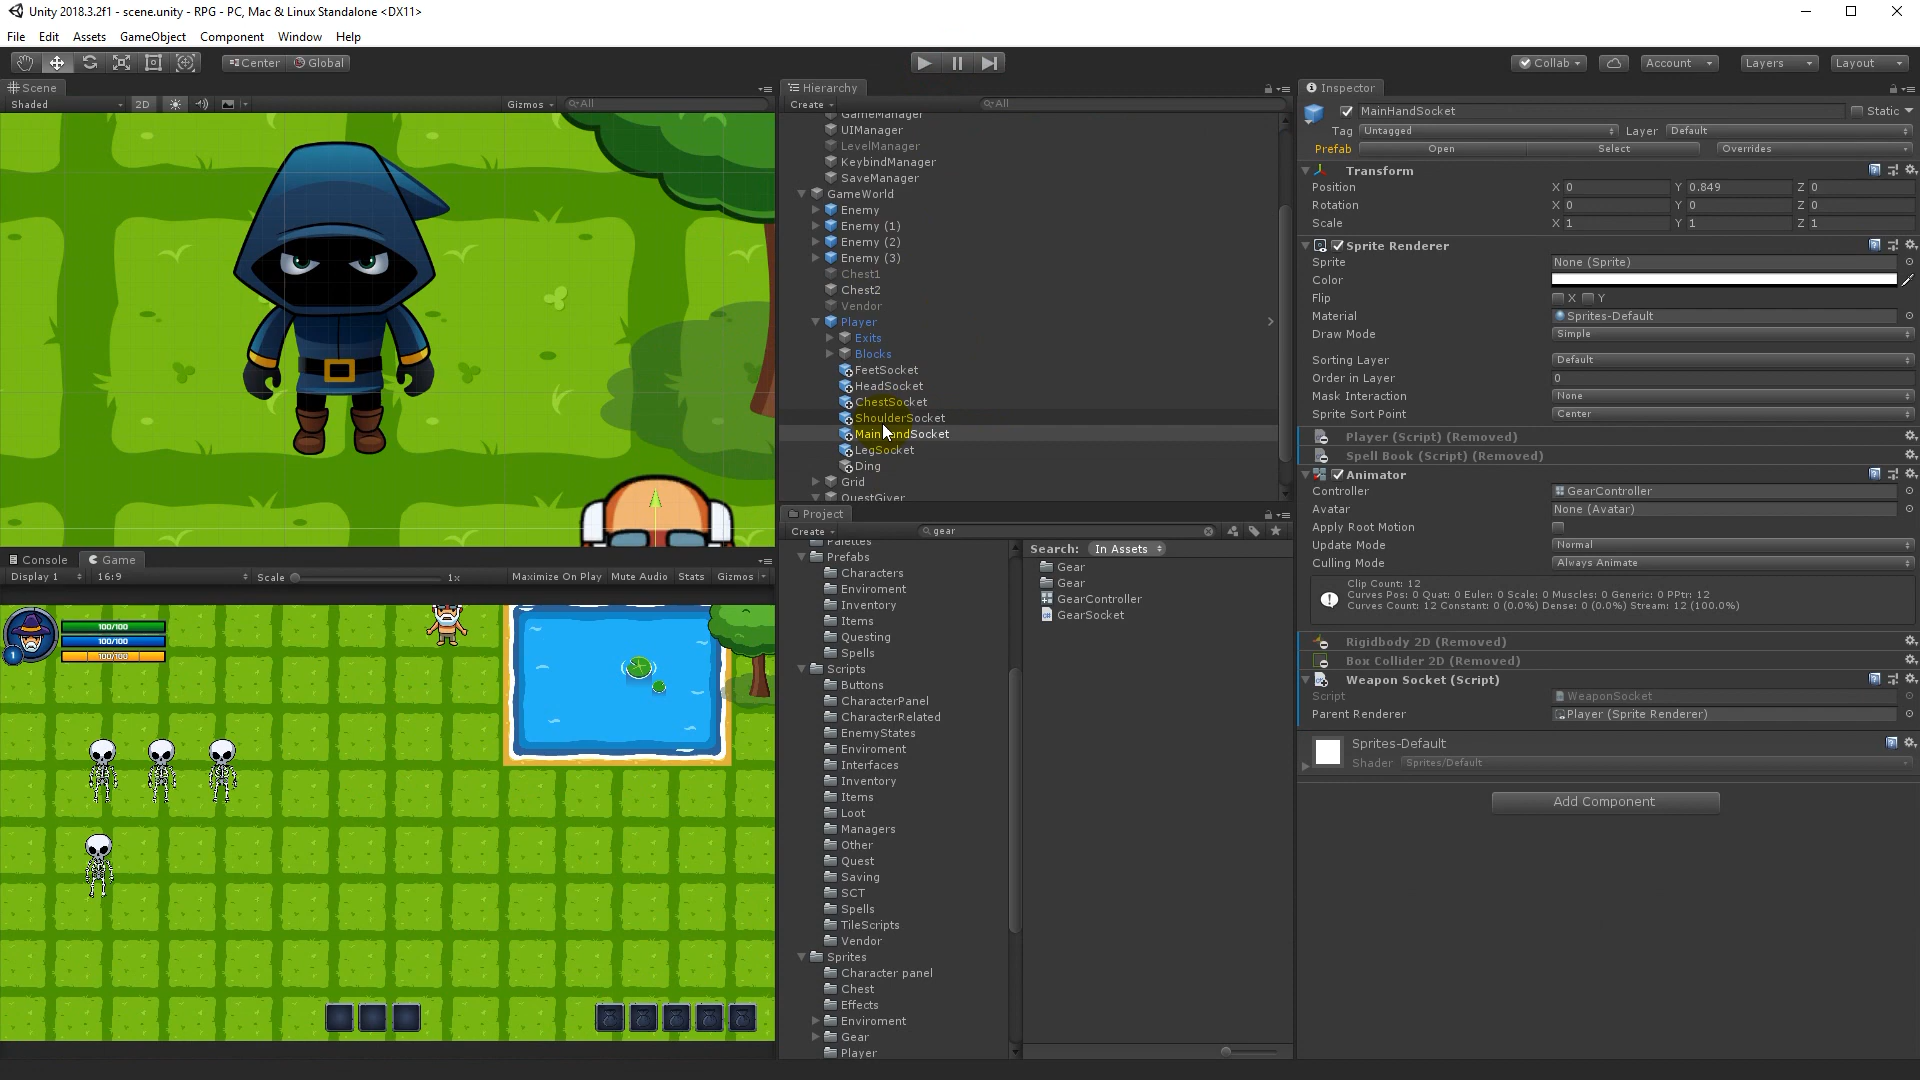 Unity 2018.3.2f1 - scene.unity - RPG - PC, Mac & Linux Standalone <DX11>
File Edit Assets GameObject Component Window Help
Center Global
Collab Account Layers Layout
Scene
Shaded 2D Gizmos All
Hierarchy
Create All
GameManager
UIManager
LevelManager
KeybindManager
SaveManager
GameWorld
Enemy
Enemy (1)
Enemy (2)
Enemy (3)
Chest1
Chest2
Vendor
Player
Exits
Blocks
FeetSocket
HeadSocket
ChestSocket
ShoulderSocket
MainHandSocket
LegSocket
Ding
Grid
QuestGiver
Inspector
MainHandSocket Static
Tag Untagged Layer Default
Prefab Open Select Overrides
Transform
Position X 0 Y 0.849 Z 0
Rotation X 0 Y 0 Z 0
Scale X 1 Y 1 Z 1
Sprite Renderer
Sprite None (Sprite)
Color
Flip X Y
Material Sprites-Default
Draw Mode Simple
Sorting Layer Default
Order in Layer 0
Mask Interaction None
Sprite Sort Point Center
Player (Script) (Removed)
Spell Book (Script) (Removed)
Animator
Controller GearController
Avatar None (Avatar)
Apply Root Motion
Update Mode Normal
Culling Mode Always Animate
Clip Count: 12
Curves Pos: 0 Quat: 0 Euler: 0 Scale: 0 Muscles: 0 Generic: 0 PPtr: 12
Curves Count: 12 Constant: 0 (0.0%) Dense: 0 (0.0%) Stream: 12 (100.0%)
Rigidbody 2D (Removed)
Box Collider 2D (Removed)
Weapon Socket (Script)
Script WeaponSocket
Parent Renderer Player (Sprite Renderer)
Sprites-Default
Shader Sprites/Default
Add Component
Console Game
Display 1 16:9 Scale 1x Maximize On Play Mute Audio Stats Gizmos
100/100
100/100
100/100
1
Project
Create gear
Palettes
Prefabs
Characters
Enviroment
Inventory
Items
Questing
Spells
Scripts
Buttons
CharacterPanel
CharacterRelated
EnemyStates
Enviroment
Interfaces
Inventory
Items
Loot
Managers
Other
Quest
Saving
SCT
Spells
TileScripts
Vendor
Sprites
Character panel
Chest
Effects
Enviroment
Gear
Player
Search: In Assets
Gear
Gear
GearController
GearSocket